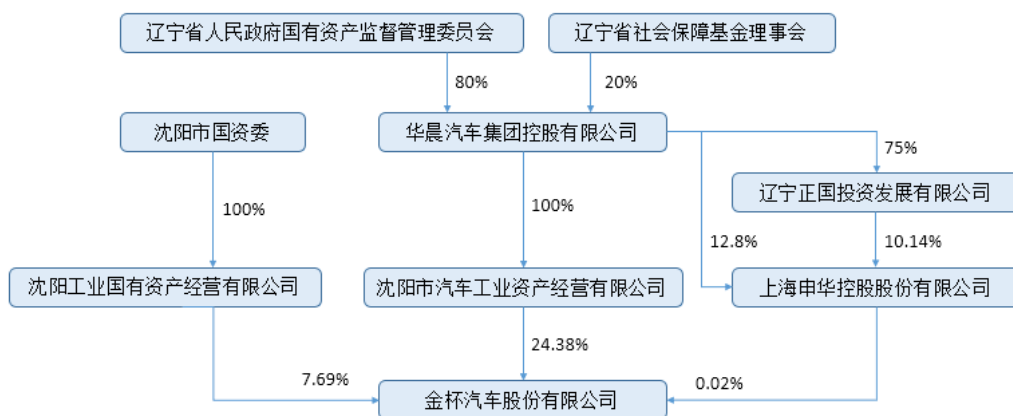 辽宁省人民政府国有资产监督管理委员会
辽宁省社会保障基金理事会
80%
20%
沈阳市国资委
华晨汽车集团控股有限公司
75%
辽宁正国投资发展有限公司
100%
100%
12.8%
10.14%
沈阳工业国有资产经营有限公司
沈阳市汽车工业资产经营有限公司
上海申华控股股份有限公司
24.38%
7.69%
0.02%
金杯汽车股份有限公司